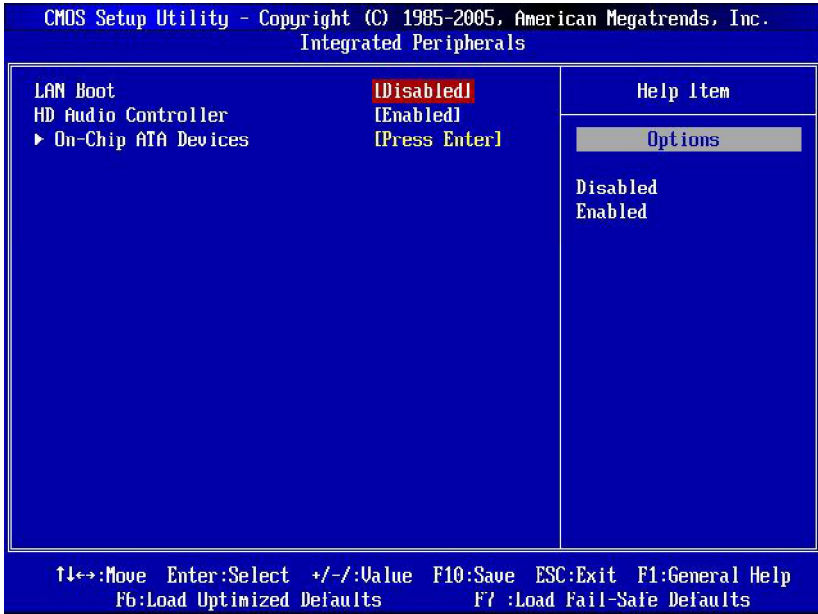 CMOS Setup Utility - Copyright (C) 1985-2005, American Megatrends, Inc.
Integrated Peripherals
LAN Boot [Disabled]
HD Audio Controller [Enabled]
► On-Chip ATA Devices [Press Enter]
Help Item
Options
Disabled
Enabled
↑↓←→:Move Enter:Select +/-/:Value F10:Save ESC:Exit F1:General Help
F6:Load Optimized Defaults F7 :Load Fail-Safe Defaults